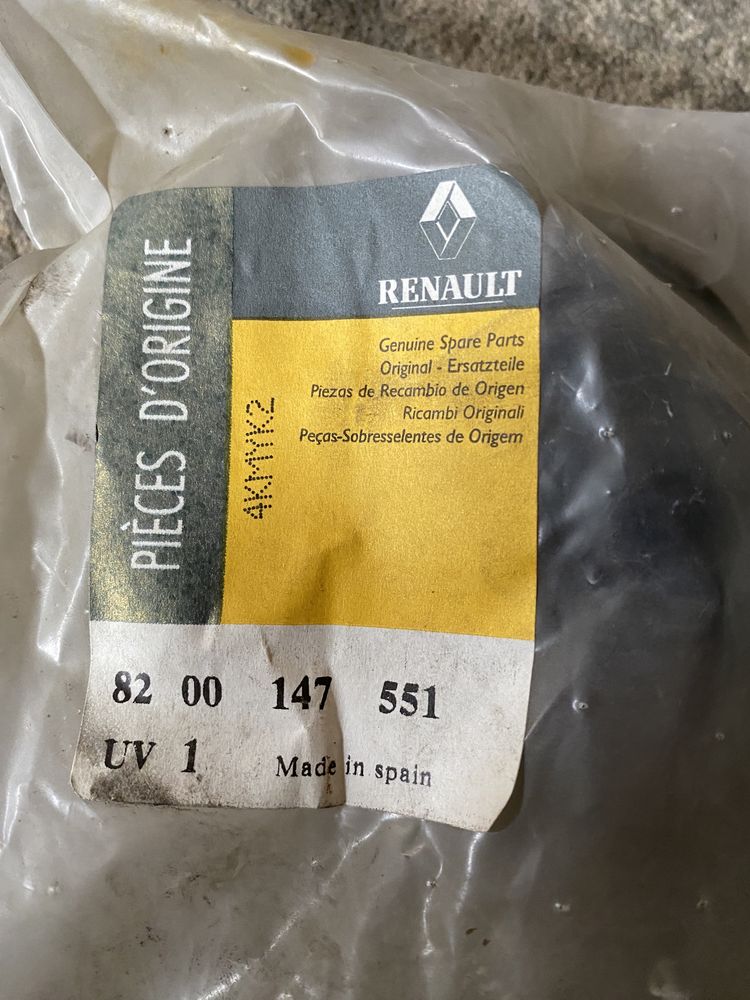 RENAULT
PIÈCES D'ORIGINE
Genuine Spare Parts
Original - Ersatzteile
Piezas de Recambio de Origen
Ricambi Originali
Peças-Sobresselentes de Origem
4KMYK2
82 00 147 551
UV 1 Made in spain